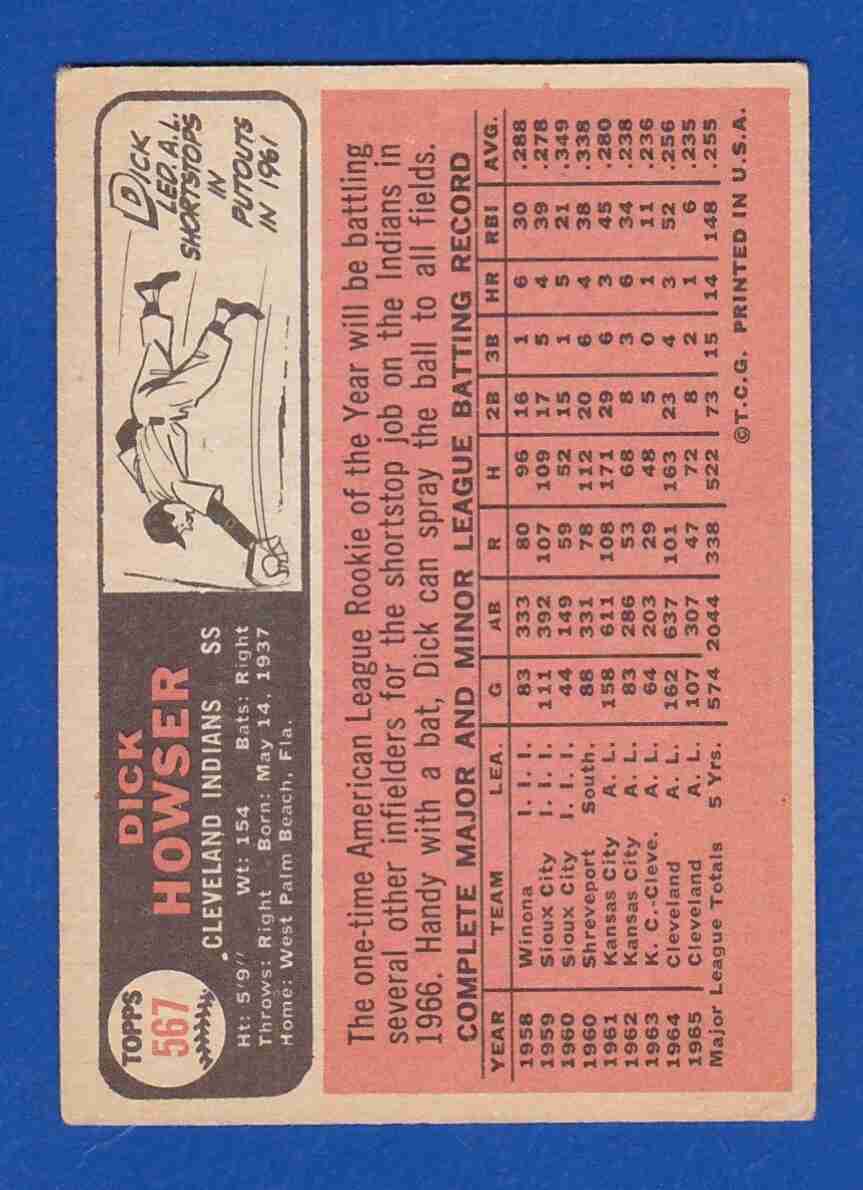 TOPPS
567
DICK
HOWSER
CLEVELAND INDIANS SS
Ht: 5'9" Wt: 154 Bats: Right
Throws: Right Born: May 14, 1937
Home: West Palm Beach, Fla.
DICK
LED A.L.
SHORTSTOPS
IN
PUTOUTS
IN 1961
The one-time American League Rookie of the Year will be battling
several other infielders for the shortstop job on the Indians in
1966. Handy with a bat, Dick can spray the ball to all fields.
COMPLETE MAJOR AND MINOR LEAGUE BATTING RECORD
YEAR TEAM LEA. G AB R H 2B 3B HR RBI AVG.
1958 Winona I. I. I. 83 333 80 96 16 1 6 30 .288
1959 Sioux City I. I. I. 111 392 107 109 17 5 4 39 .278
1960 Sioux City I. I. I. 44 149 59 52 15 1 5 21 .349
1960 Shreveport South. 88 331 78 112 20 6 4 38 .338
1961 Kansas City A. L. 158 611 108 171 29 6 3 45 .280
1962 Kansas City A. L. 83 286 53 68 8 3 6 34 .238
1963 K. C.-Cleve. A. L. 64 203 29 48 5 0 1 11 .236
1964 Cleveland A. L. 162 637 101 163 23 4 3 52 .256
1965 Cleveland A. L. 107 307 47 72 8 2 1 6 .235
Major League Totals 5 Yrs. 574 2044 338 522 73 15 14 148 .255
©T.C.G. PRINTED IN U.S.A.